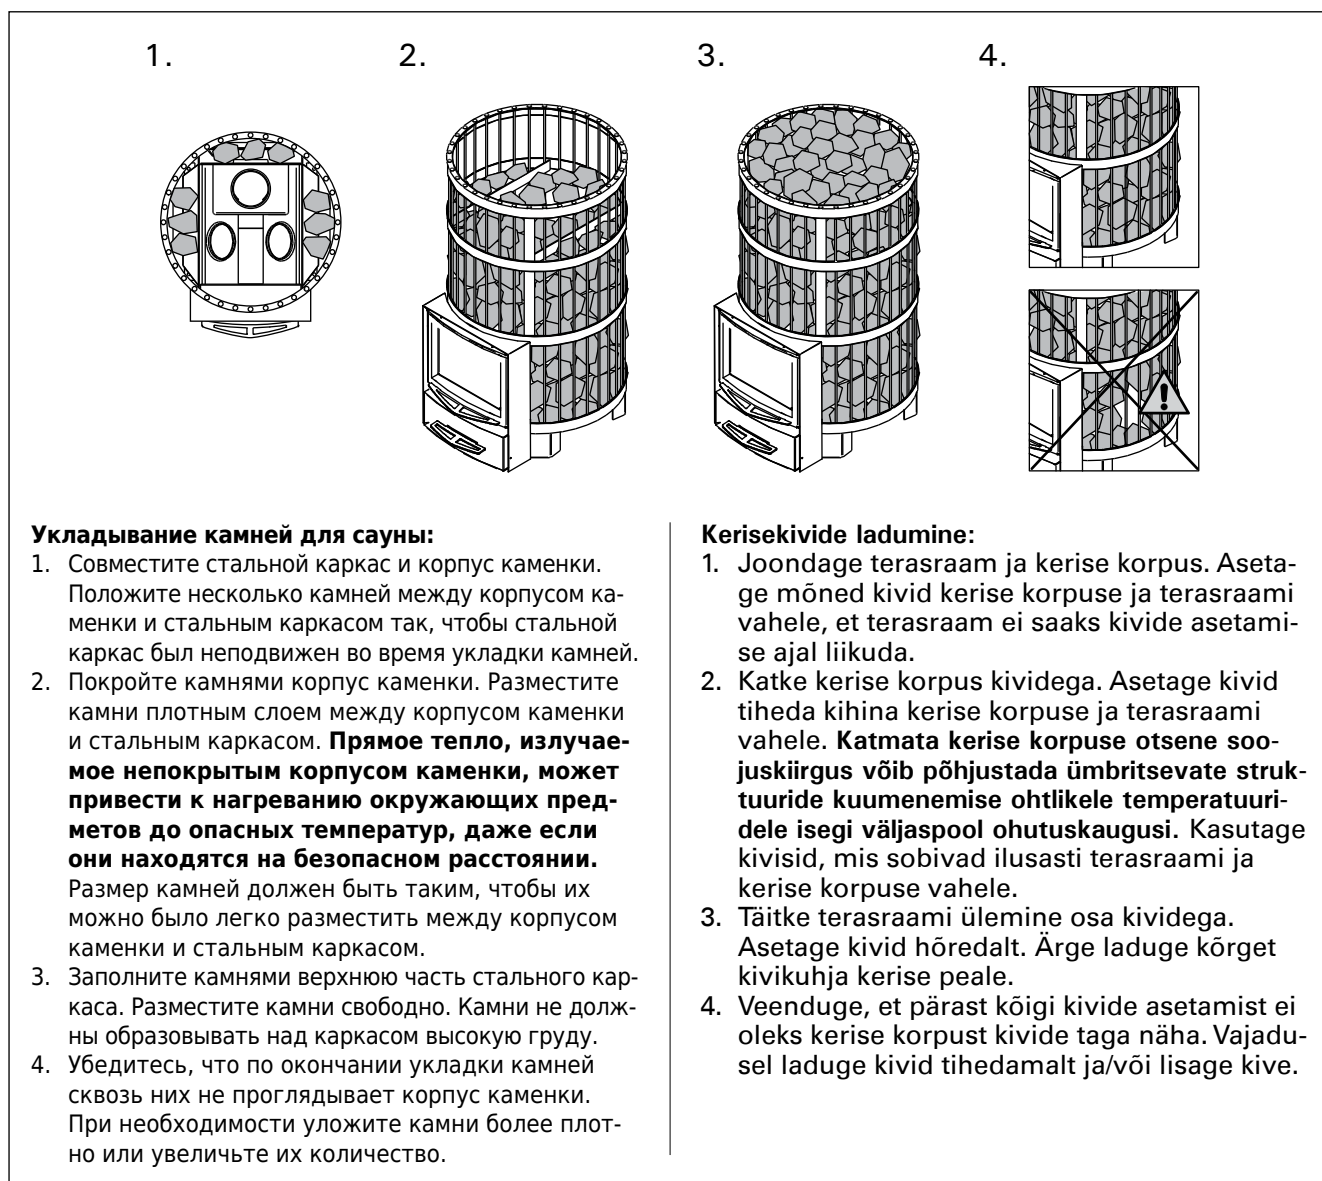 1.
2.
3.
4.
Укладывание камней для сауны:
1. Совместите стальной каркас и корпус каменки.
Положите несколько камней между корпусом ка-
менки и стальным каркасом так, чтобы стальной
каркас был неподвижен во время укладки камней.
2. Покройте камнями корпус каменки. Разместите
камни плотным слоем между корпусом каменки
и стальным каркасом. Прямое тепло, излучае-
мое непокрытым корпусом каменки, может
привести к нагреванию окружающих пред-
метов до опасных температур, даже если
они находятся на безопасном расстоянии.
Размер камней должен быть таким, чтобы их
можно было легко разместить между корпусом
каменки и стальным каркасом.
3. Заполните камнями верхнюю часть стального кар-
каса. Разместите камни свободно. Камни не долж-
ны образовывать над каркасом высокую груду.
4. Убедитесь, что по окончании укладки камней
сквозь них не проглядывает корпус каменки.
При необходимости уложите камни более плот-
но или увеличьте их количество.
Kerisekivide ladumine:
1. Joondage terasraam ja kerise korpus. Aseta-
ge mõned kivid kerise korpuse ja terasraami
vahele, et terasraam ei saaks kivide asetami-
se ajal liikuda.
2. Katke kerise korpus kividega. Asetage kivid
tiheda kihina kerise korpuse ja terasraami
vahele. Katmata kerise korpuse otsene soo-
juskiirgus võib põhjustada ümbritsevate struk-
tuuride kuumenemise ohtlikele temperatuuri-
dele isegi väljaspool ohutuskaugusi. Kasutage
kivisid, mis sobivad ilusasti terasraami ja
kerise korpuse vahele.
3. Täitke terasraami ülemine osa kividega.
Asetage kivid hõredalt. Ärge laduge kõrget
kivikuhja kerise peale.
4. Veenduge, et pärast kõigi kivide asetamist ei
oleks kerise korpust kivide taga näha. Vajadu-
sel laduge kivid tihedamalt ja/või lisage kive.